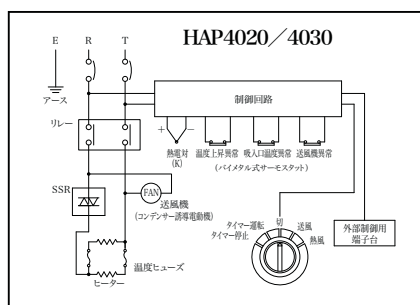 HAP4020／4030
E
R
T
アース
制御回路
リレー
＋
－
熱電対
(K)
温度上昇異常
吸入口温度異常
送風機異常
(バイメタル式サーモスタット)
SSR
FAN
送風機
(コンデンサー誘導電動機)
切
タイマー運転
タイマー停止
送風
熱風
外部制御用
端子台
温度ヒューズ
ヒーター